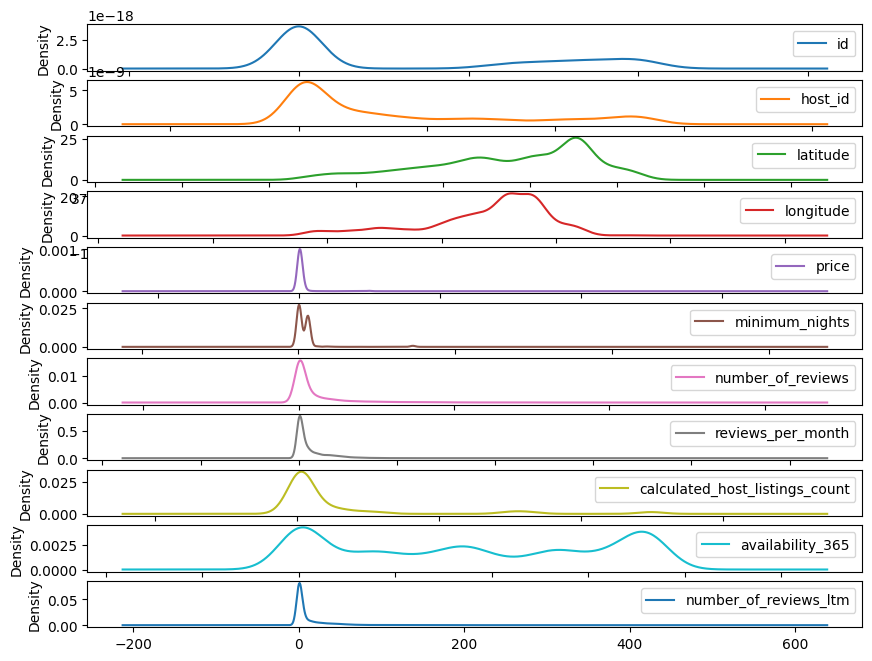 1e−18
2.5
0.0
Density
id
1e−9
5
0
Density
host_id
25
0
Density
latitude
37
20
0
Density
longitude
−1
0.001
0.000
Density
price
0.025
0.000
Density
minimum_nights
0.01
0.00
Density
number_of_reviews
0.5
0.0
Density
reviews_per_month
0.025
0.000
Density
calculated_host_listings_count
0.0025
0.0000
Density
availability_365
0.05
0.00
Density
number_of_reviews_ltm
−200 0 200 400 600